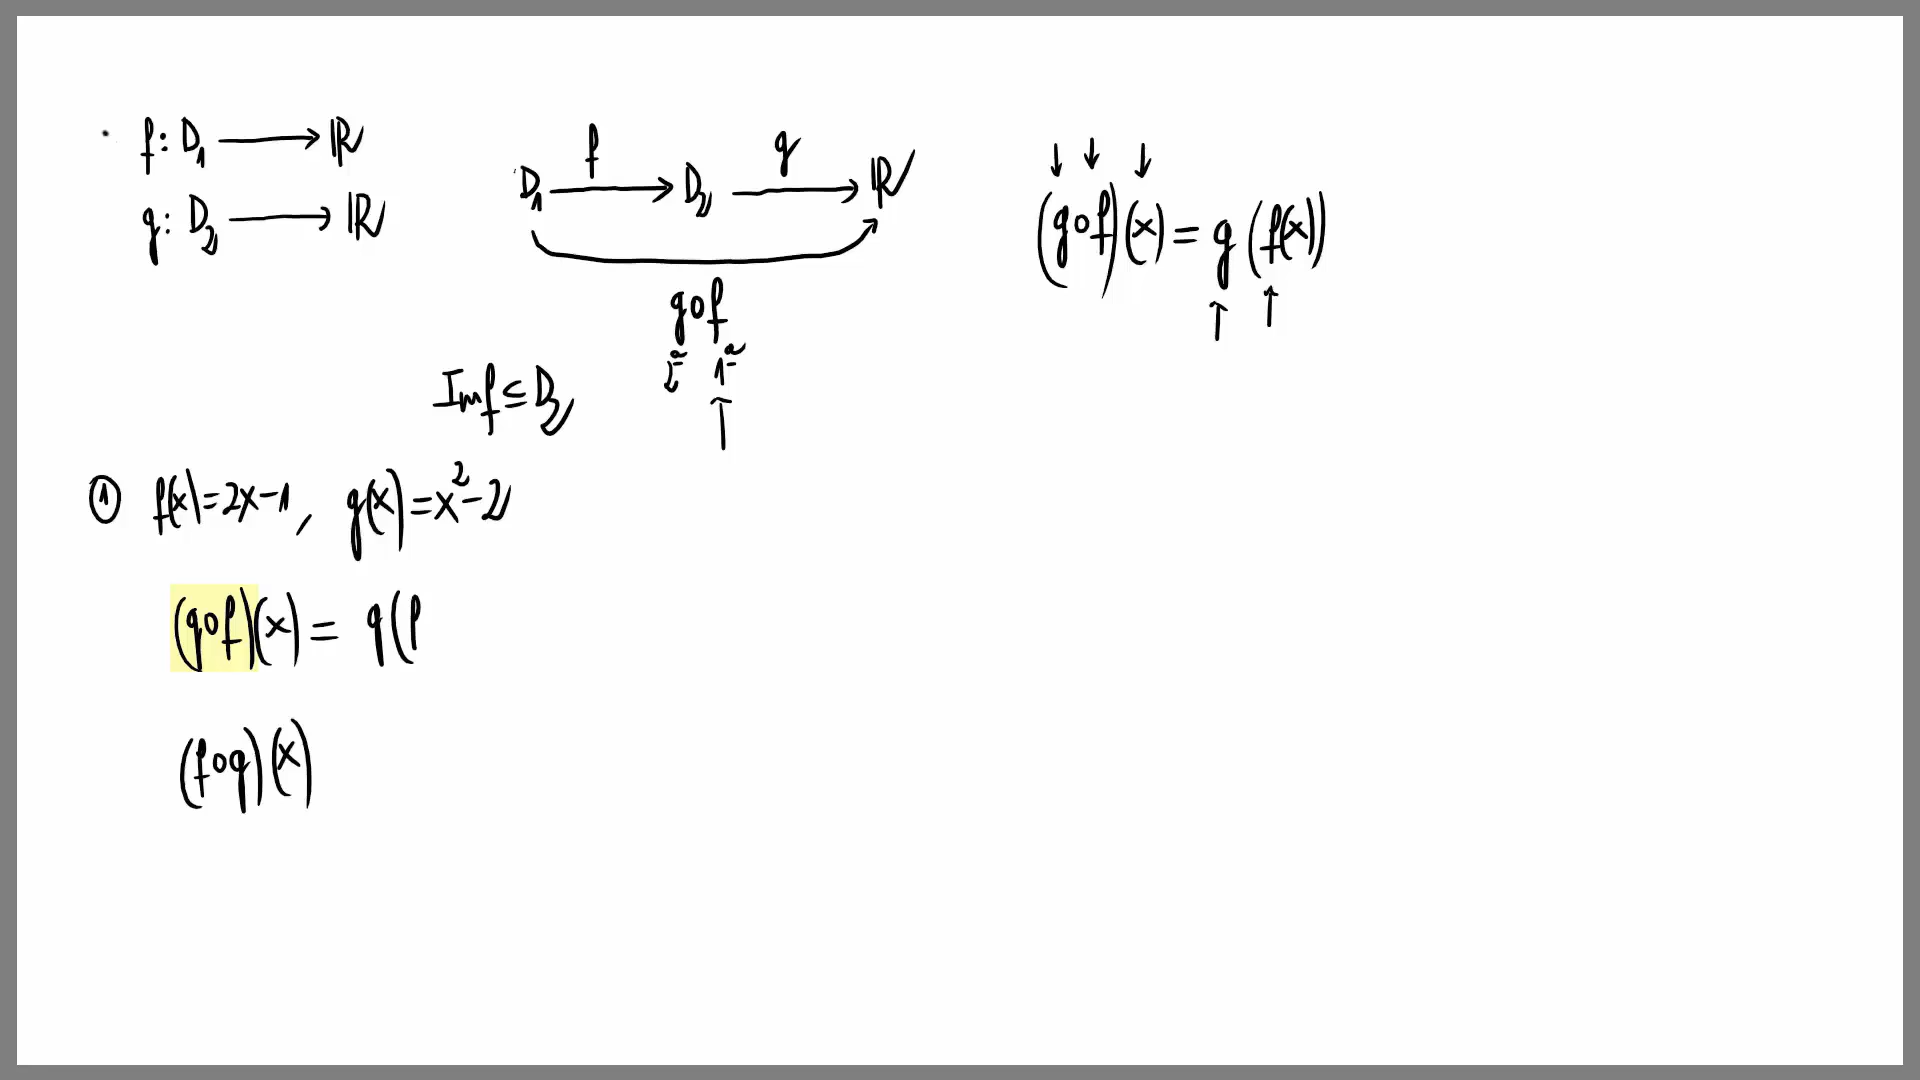 f: D₁ ⟶ ℝ
g: D₂ ⟶ ℝ
D₁ ⟶ D₂ ⟶ ℝ
f g
g∘f
2ª 1ª
Im f ⊆ D₂
(g∘f)(x) = g(f(x))
① f(x) = 2x-1, g(x) = x²-2
(g∘f)(x) = g(f
(f∘g)(x)